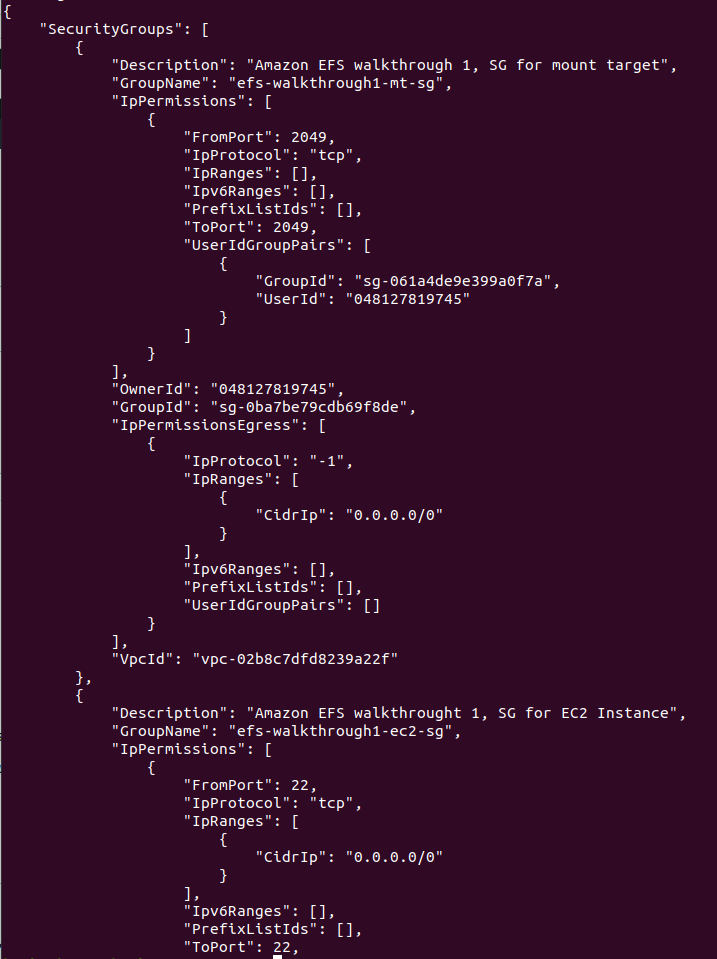 {
    "SecurityGroups": [
        {
            "Description": "Amazon EFS walkthrough 1, SG for mount target",
            "GroupName": "efs-walkthrough1-mt-sg",
            "IpPermissions": [
                {
                    "FromPort": 2049,
                    "IpProtocol": "tcp",
                    "IpRanges": [],
                    "Ipv6Ranges": [],
                    "PrefixListIds": [],
                    "ToPort": 2049,
                    "UserIdGroupPairs": [
                        {
                            "GroupId": "sg-061a4de9e399a0f7a",
                            "UserId": "048127819745"
                        }
                    ]
                }
            ],
            "OwnerId": "048127819745",
            "GroupId": "sg-0ba7be79cdb69f8de",
            "IpPermissionsEgress": [
                {
                    "IpProtocol": "-1",
                    "IpRanges": [
                        {
                            "CidrIp": "0.0.0.0/0"
                        }
                    ],
                    "Ipv6Ranges": [],
                    "PrefixListIds": [],
                    "UserIdGroupPairs": []
                }
            ],
            "VpcId": "vpc-02b8c7dfd8239a22f"
        },
        {
            "Description": "Amazon EFS walkthrought 1, SG for EC2 Instance",
            "GroupName": "efs-walkthrough1-ec2-sg",
            "IpPermissions": [
                {
                    "FromPort": 22,
                    "IpProtocol": "tcp",
                    "IpRanges": [
                        {
                            "CidrIp": "0.0.0.0/0"
                        }
                    ],
                    "Ipv6Ranges": [],
                    "PrefixListIds": [],
                    "ToPort": 22,